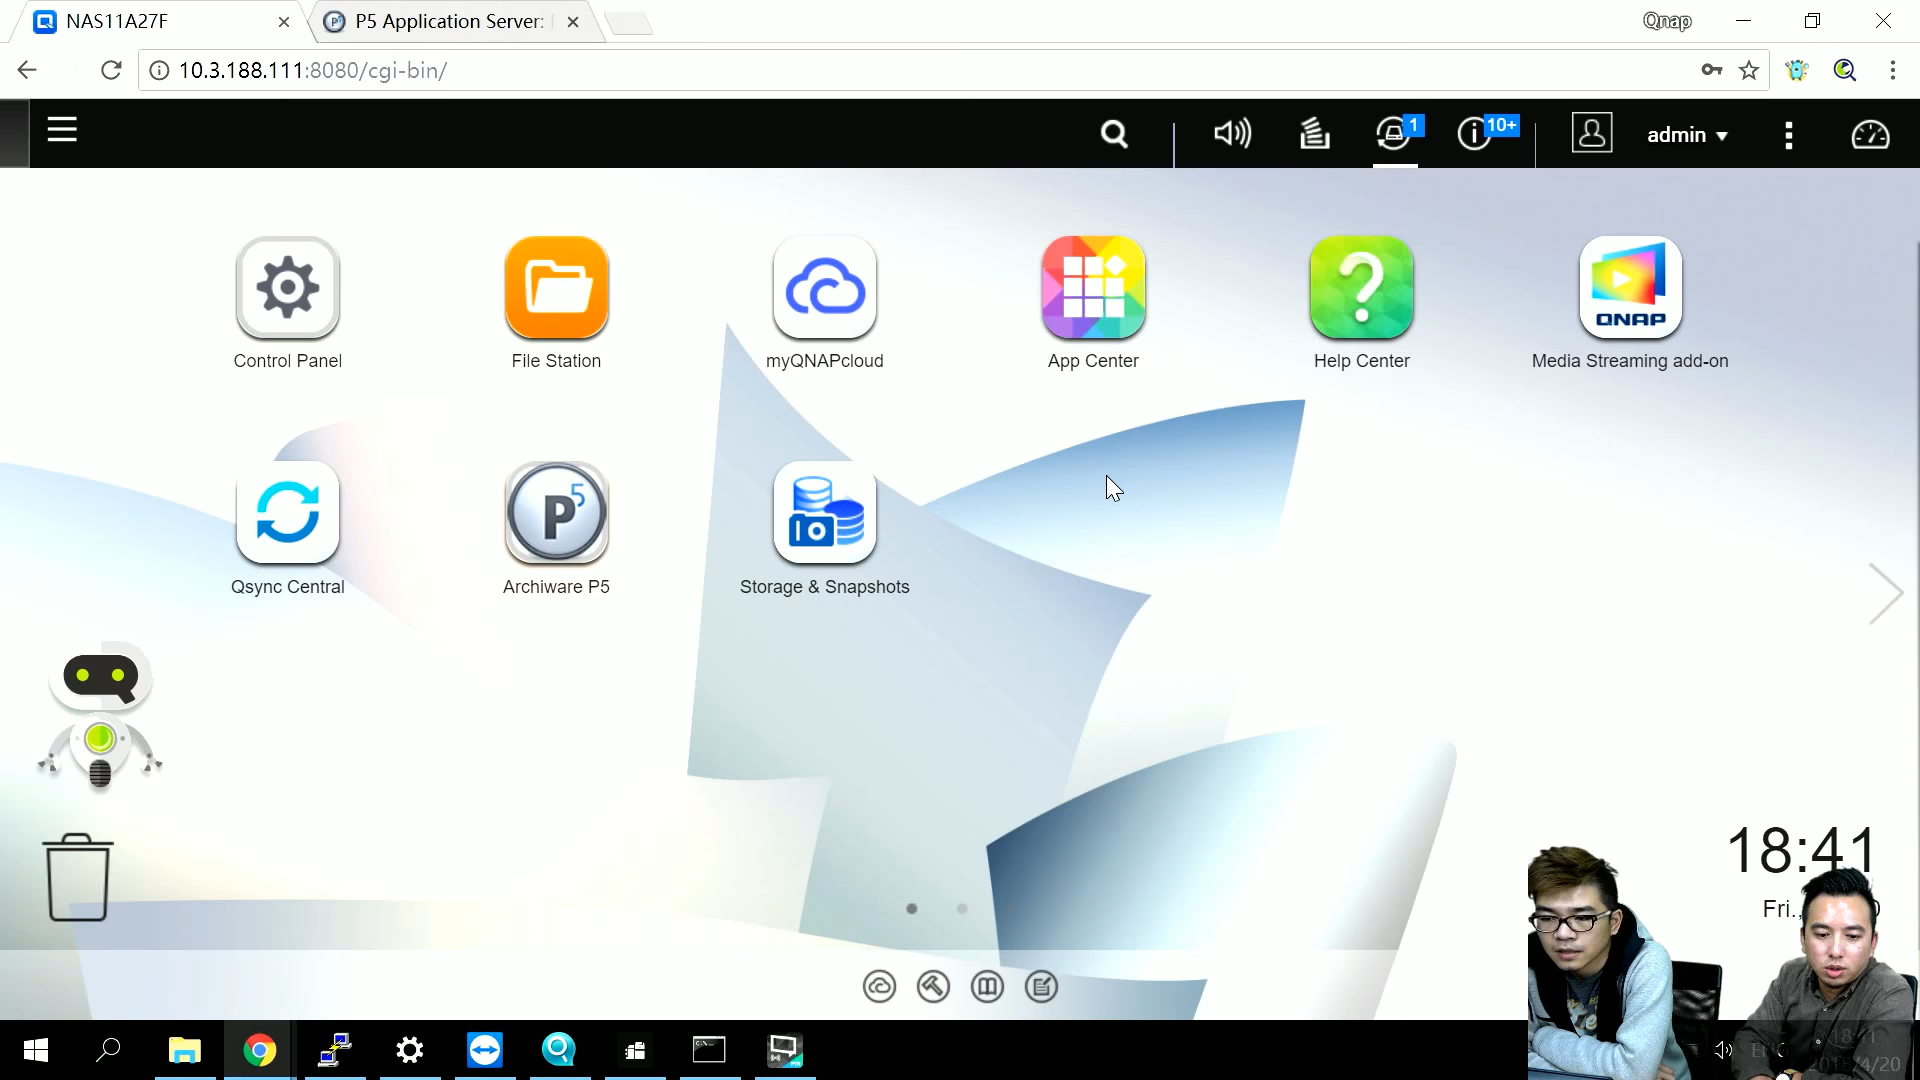 NAS11A27F
P5 Application Server:
Qnap
10.3.188.111:8080/cgi-bin/
1
10+
admin
Control Panel
File Station
myQNAPcloud
App Center
Help Center
QNAP
Media Streaming add-on
P5
Qsync Central
Archiware P5
Storage & Snapshots
18:41
Fri.,